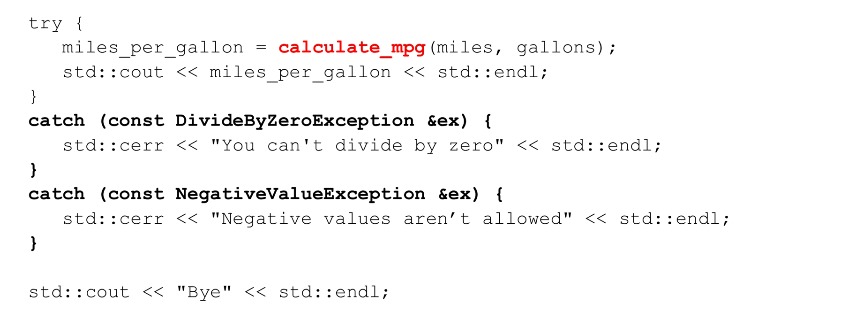 try {
   miles_per_gallon = calculate_mpg(miles, gallons);
   std::cout << miles_per_gallon << std::endl;
}
catch (const DivideByZeroException &ex) {
   std::cerr << "You can't divide by zero" << std::endl;
}
catch (const NegativeValueException &ex) {
   std::cerr << "Negative values aren’t allowed" << std::endl;
}

std::cout << "Bye" << std::endl;